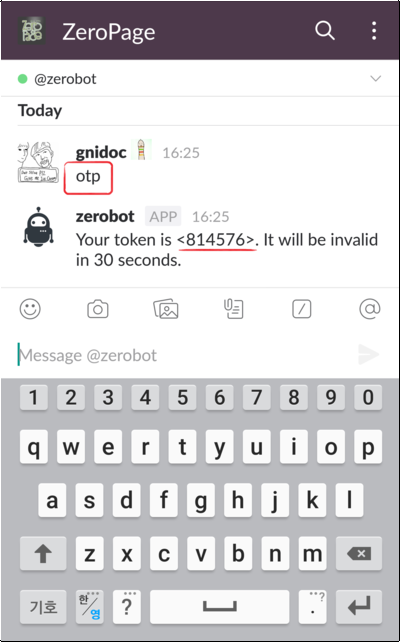 ZeroPage
@zerobot
Today
gnidoc 16:25
otp
zerobot APP 16:25
Your token is <814576>. It will be invalid
in 30 seconds.
Message @zerobot
1 2 3 4 5 6 7 8 9 0
q w e r t y u i o p
a s d f g h j k l
z x c v b n m
기호 한/영 ? . ?